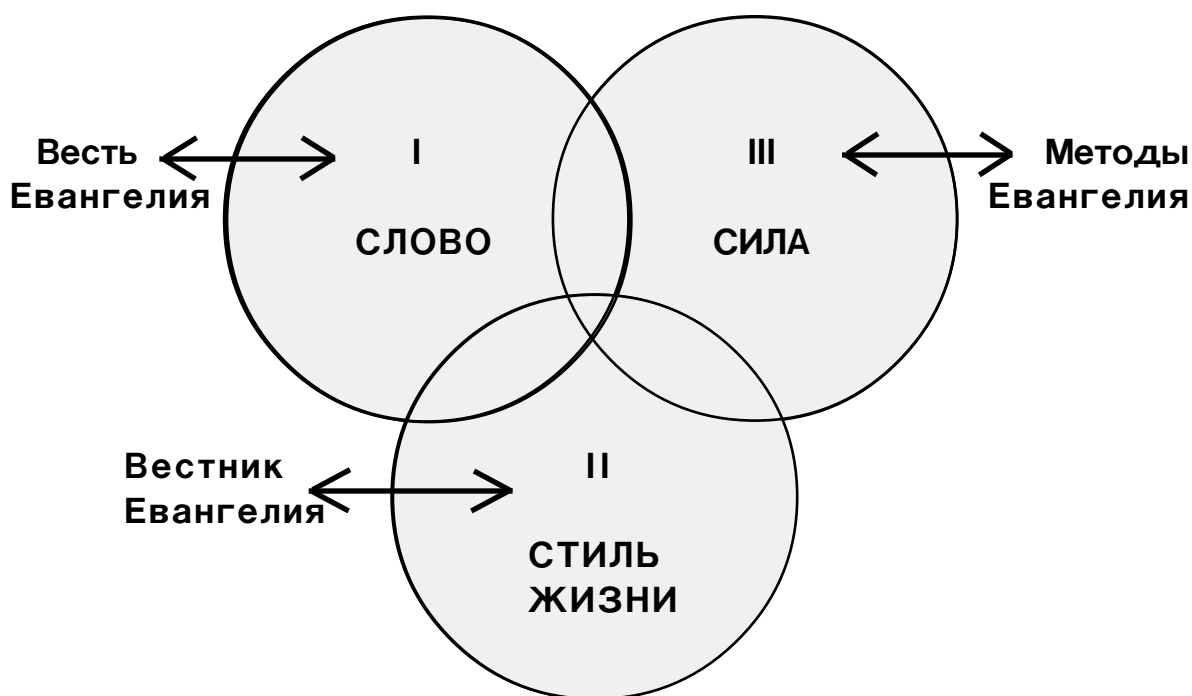 Весть
Евангелия
I
СЛОВО
III
СИЛА
Методы
Евангелия
Вестник
Евангелия
II
СТИЛЬ
ЖИЗНИ